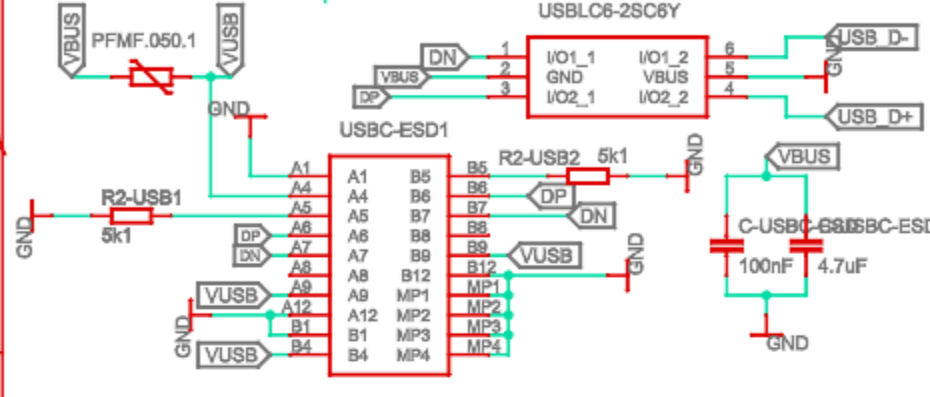 USBLC6-2SC6Y
VBUS
PFMF.050.1
VUSB
DN
1
I/O1_1
I/O1_2
6
USB_D-
VBUS
2
GND
VBUS
5
GND
DP
3
I/O2_1
I/O2_2
4
USB_D+
GND
USBC-ESD1
R2-USB2
5k1
GND
VBUS
A1
A1
B5
B5
A4
A4
B6
B6
DP
R2-USB1
A5
A5
B7
B7
DN
GND
5k1
DP
A6
A6
B8
B8
C-USBC-ESD
DN
A7
A7
B9
B9
VUSB
GND
100nF
4.7uF
A8
A8
B12
B12
VUSB
A9
A9
MP1
MP1
GND
A12
A12
MP2
MP2
B1
B1
MP3
MP3
GND
VUSB
B4
B4
MP4
MP4